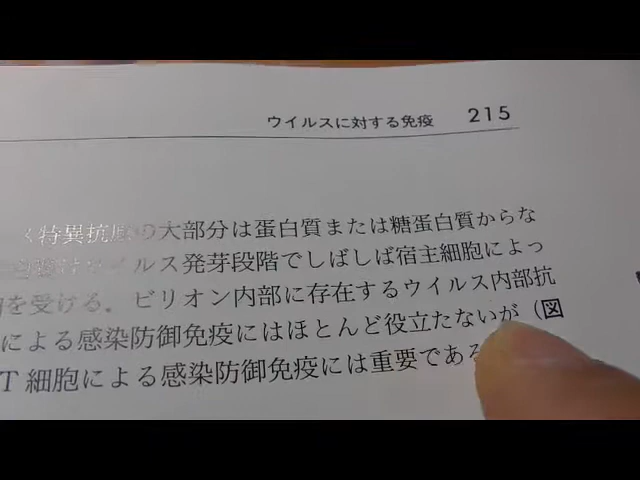 ウイルスに対する免疫 215
く特異抗原の大部分は蛋白質または糖蛋白質からな
イルス発芽段階でしばしば宿主細胞によっ
を受ける．ビリオン内部に存在するウイルス内部抗
による感染防御免疫にはほとんど役立たないが（図
T細胞による感染防御免疫には重要である